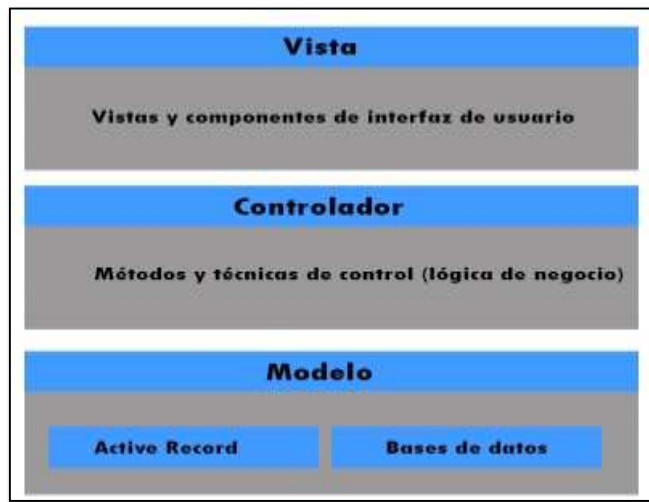 Vista
Vistas y componentes de interfaz de usuario
Controlador
Métodos y técnicas de control (lógica de negocio)
Modelo
Active Record
Bases de datos